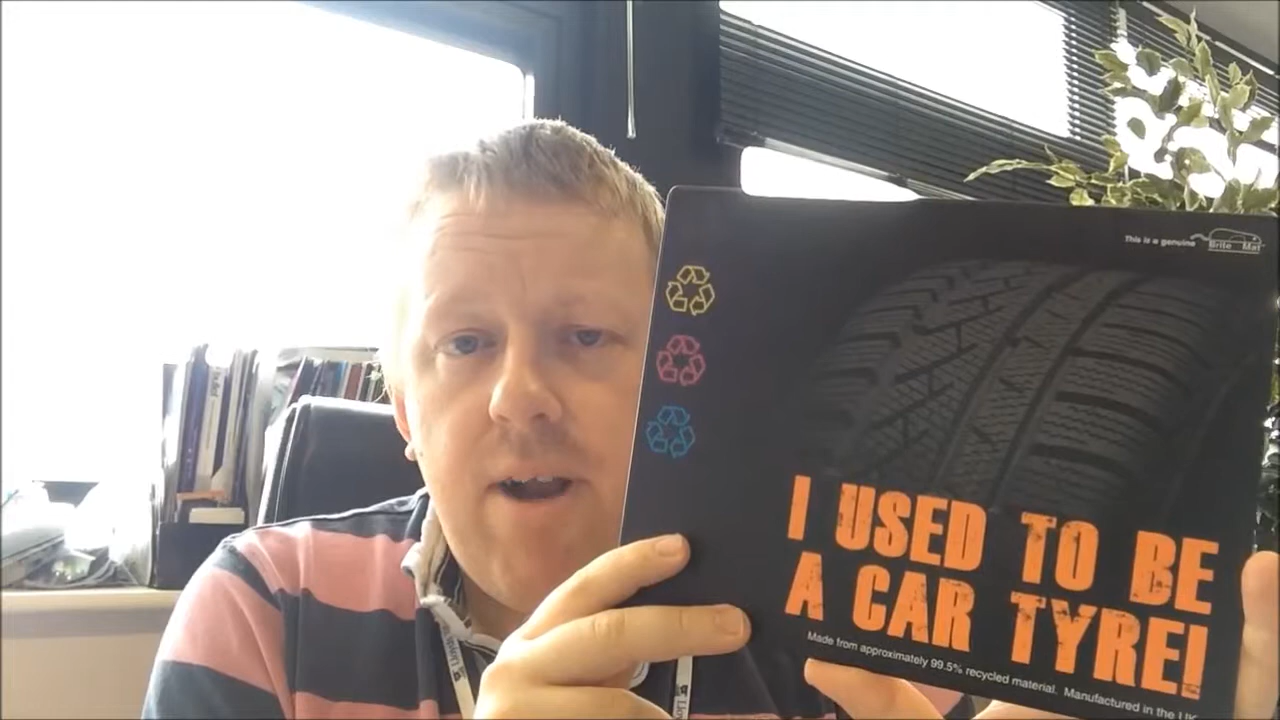 This is a genuine Brite Mat
I USED TO BE
A CAR TYRE!
Made from approximately 99.5% recycled material. Manufactured in the